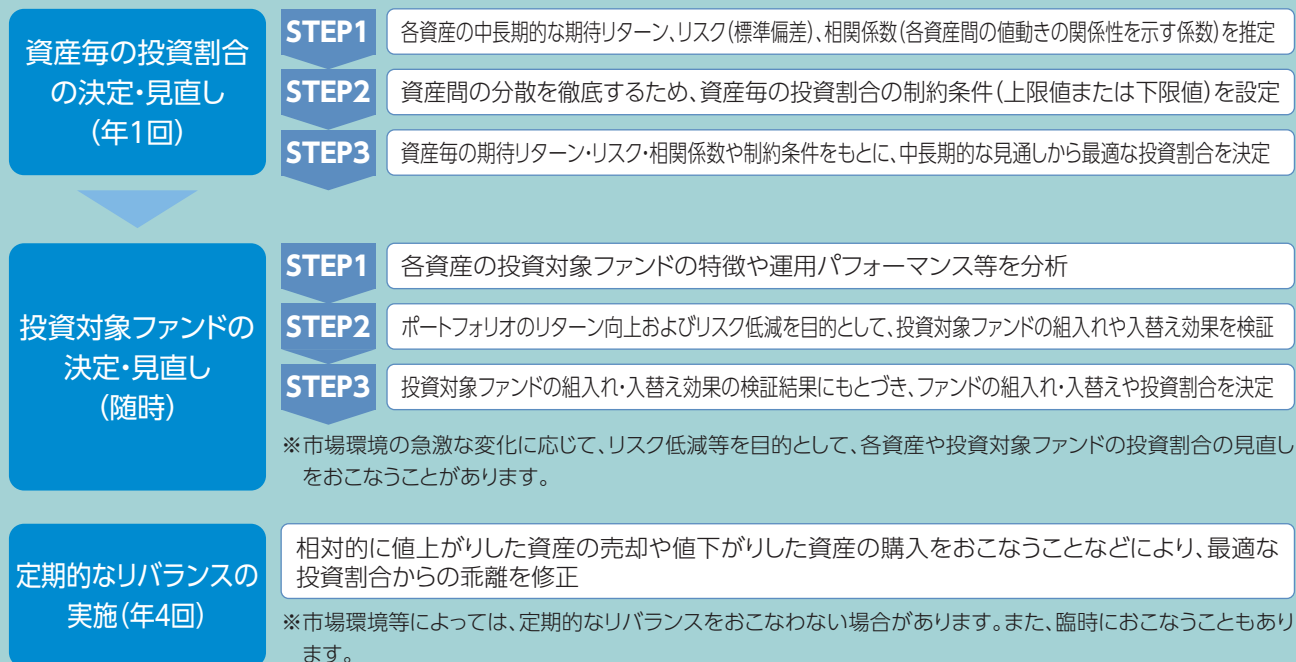 資産毎の投資割合
の決定・見直し
(年1回)
STEP1
各資産の中長期的な期待リターン、リスク(標準偏差)、相関係数(各資産間の値動きの関係性を示す係数)を推定
STEP2
資産間の分散を徹底するため、資産毎の投資割合の制約条件(上限値または下限値)を設定
STEP3
資産毎の期待リターン・リスク・相関係数や制約条件をもとに、中長期的な見通しから最適な投資割合を決定
投資対象ファンドの
決定・見直し
(随時)
STEP1
各資産の投資対象ファンドの特徴や運用パフォーマンス等を分析
STEP2
ポートフォリオのリターン向上およびリスク低減を目的として、投資対象ファンドの組入れや入替え効果を検証
STEP3
投資対象ファンドの組入れ・入替え効果の検証結果にもとづき、ファンドの組入れ・入替えや投資割合を決定
※市場環境の急激な変化に応じて、リスク低減等を目的として、各資産や投資対象ファンドの投資割合の見直し
をおこなうことがあります。
定期的なリバランスの
実施(年4回)
相対的に値上がりした資産の売却や値下がりした資産の購入をおこなうことなどにより、最適な
投資割合からの乖離を修正
※市場環境等によっては、定期的なリバランスをおこなわない場合があります。また、臨時におこなうこともあり
ます。